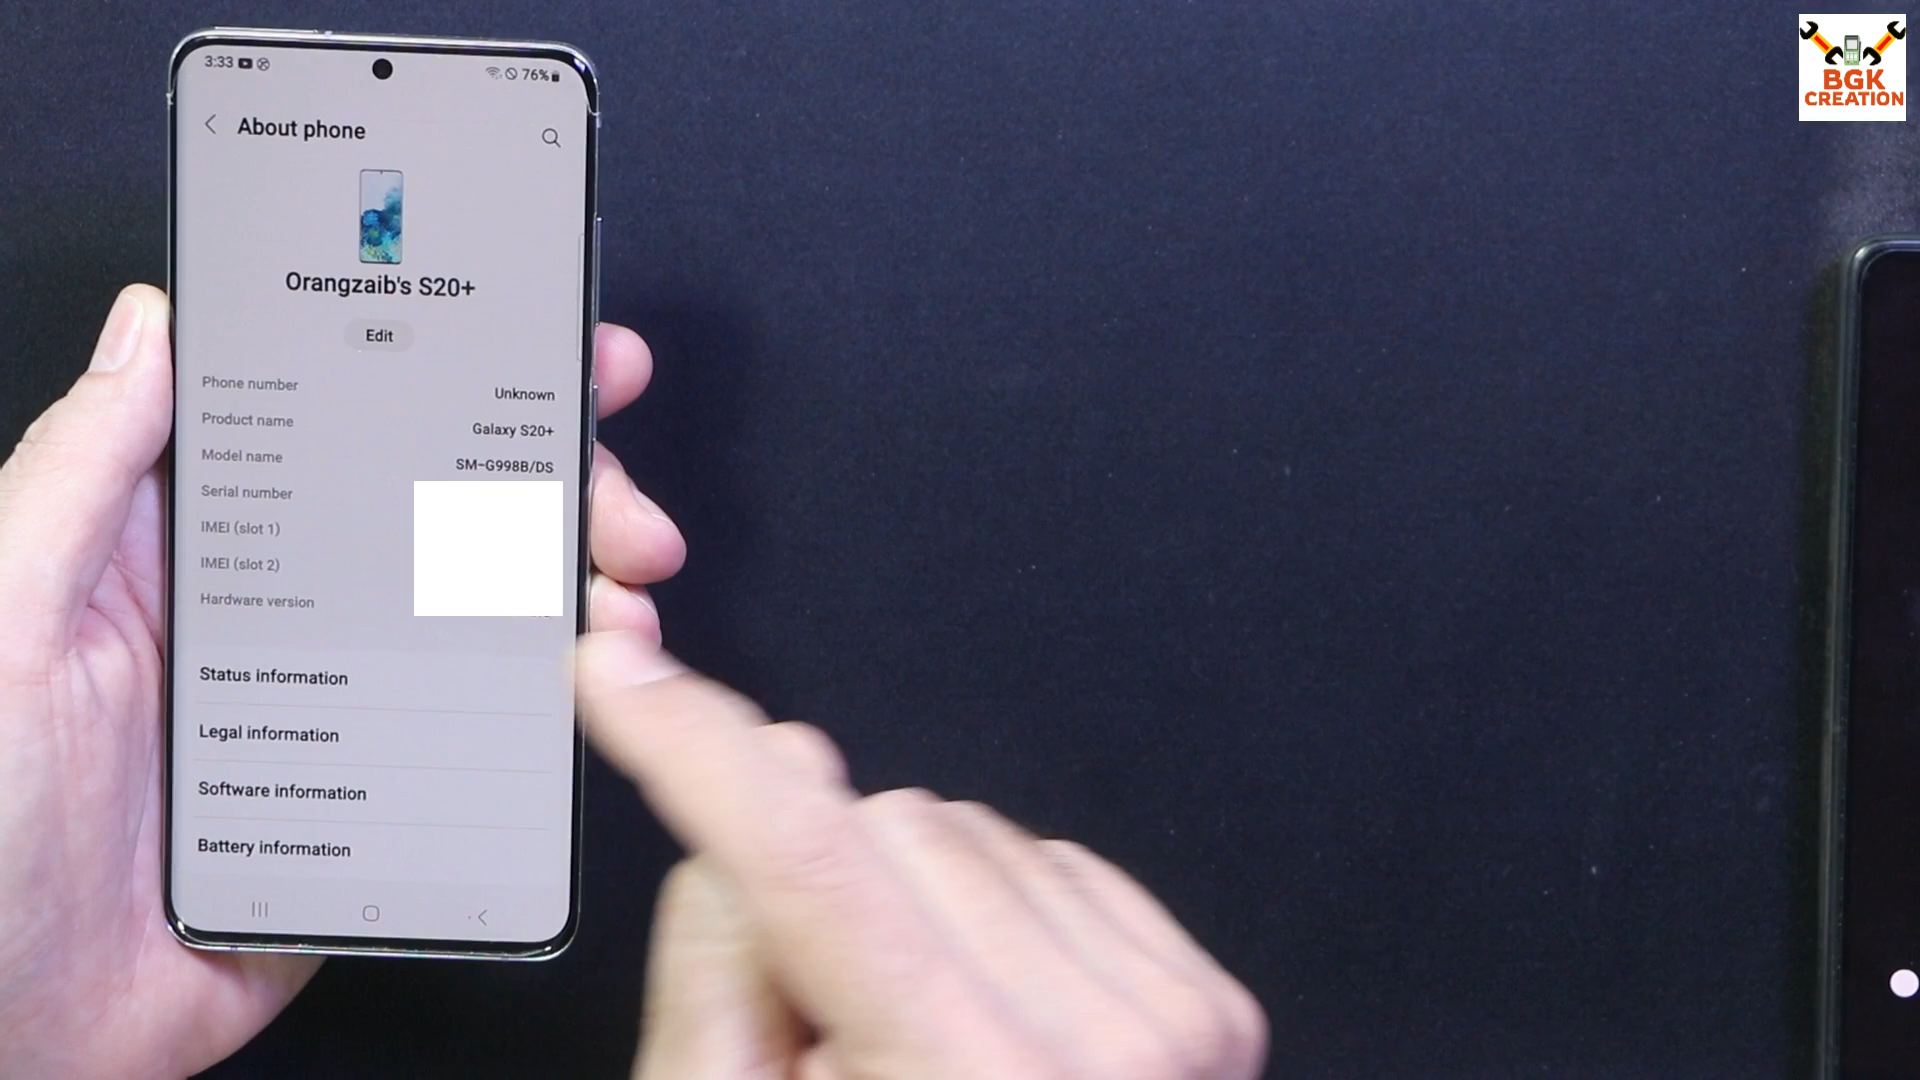 3:33
76%
About phone
Orangzaib's S20+
Edit
Phone number
Unknown
Product name
Galaxy S20+
Model name
SM-G998B/DS
Serial number
IMEI (slot 1)
IMEI (slot 2)
Hardware version
Status information
Legal information
Software information
Battery information
BGK
CREATION